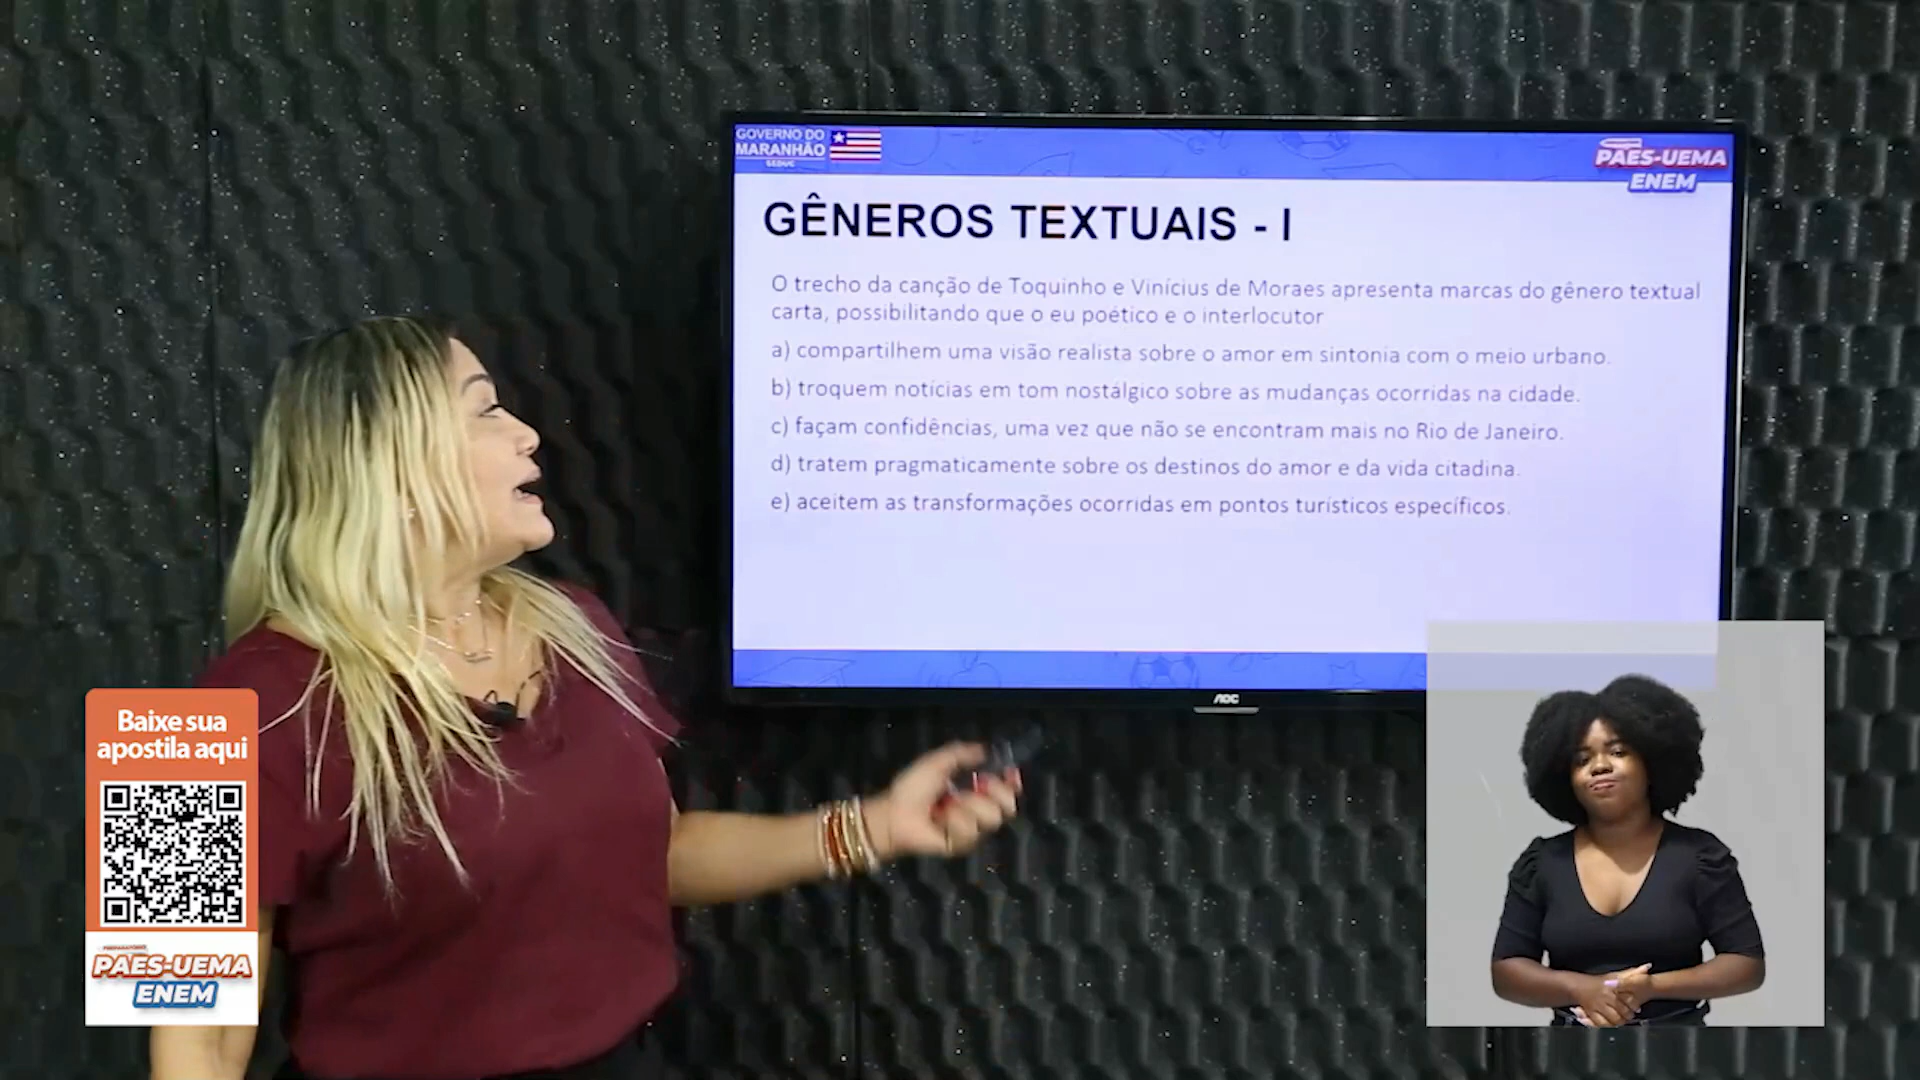 GOVERNO DO
MARANHÃO
SEDUC
PAES-UEMA
ENEM
GÊNEROS TEXTUAIS - I
O trecho da canção de Toquinho e Vinícius de Moraes apresenta marcas do gênero textual
carta, possibilitando que o eu poético e o interlocutor
a) compartilhem uma visão realista sobre o amor em sintonia com o meio urbano.
b) troquem notícias em tom nostálgico sobre as mudanças ocorridas na cidade.
c) façam confidências, uma vez que não se encontram mais no Rio de Janeiro.
d) tratem pragmaticamente sobre os destinos do amor e da vida citadina.
e) aceitem as transformações ocorridas em pontos turísticos específicos.
AOC
Baixe sua
apostila aqui
PAES-UEMA
ENEM